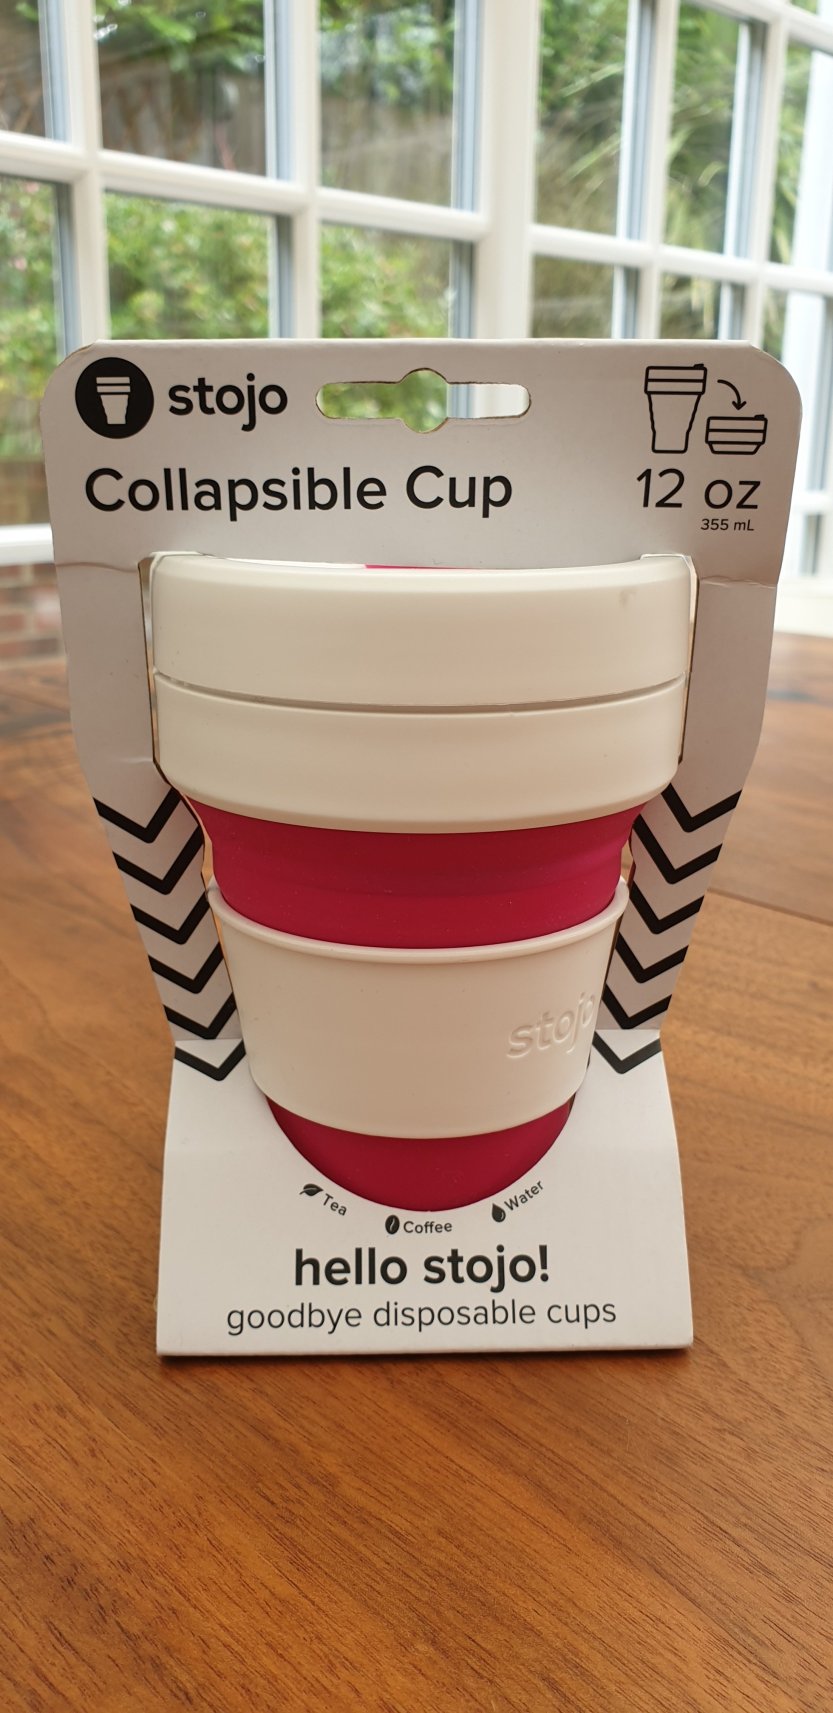 stojo
Collapsible Cup
12 oz
355 mL
stojo
Tea
Coffee
Water
hello stojo!
goodbye disposable cups